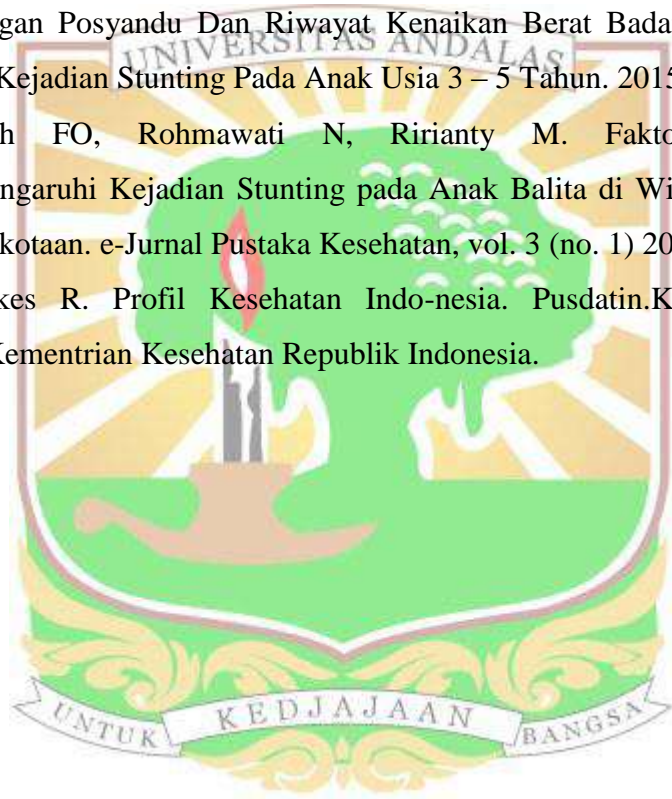 ngan Posyandu Dan Riwayat Kenaikan Berat Bada
UNIVERSITAS ANDALAS
Kejadian Stunting Pada Anak Usia 3 – 5 Tahun. 2015
h FO, Rohmawati N, Ririanty M. Fakto
ngaruhi Kejadian Stunting pada Anak Balita di Wi
kotaan. e-Jurnal Pustaka Kesehatan, vol. 3 (no. 1) 20
kes R. Profil Kesehatan Indo-nesia. Pusdatin.K
Kementrian Kesehatan Republik Indonesia.
UNTUK KEDJAJAAN BANGSA